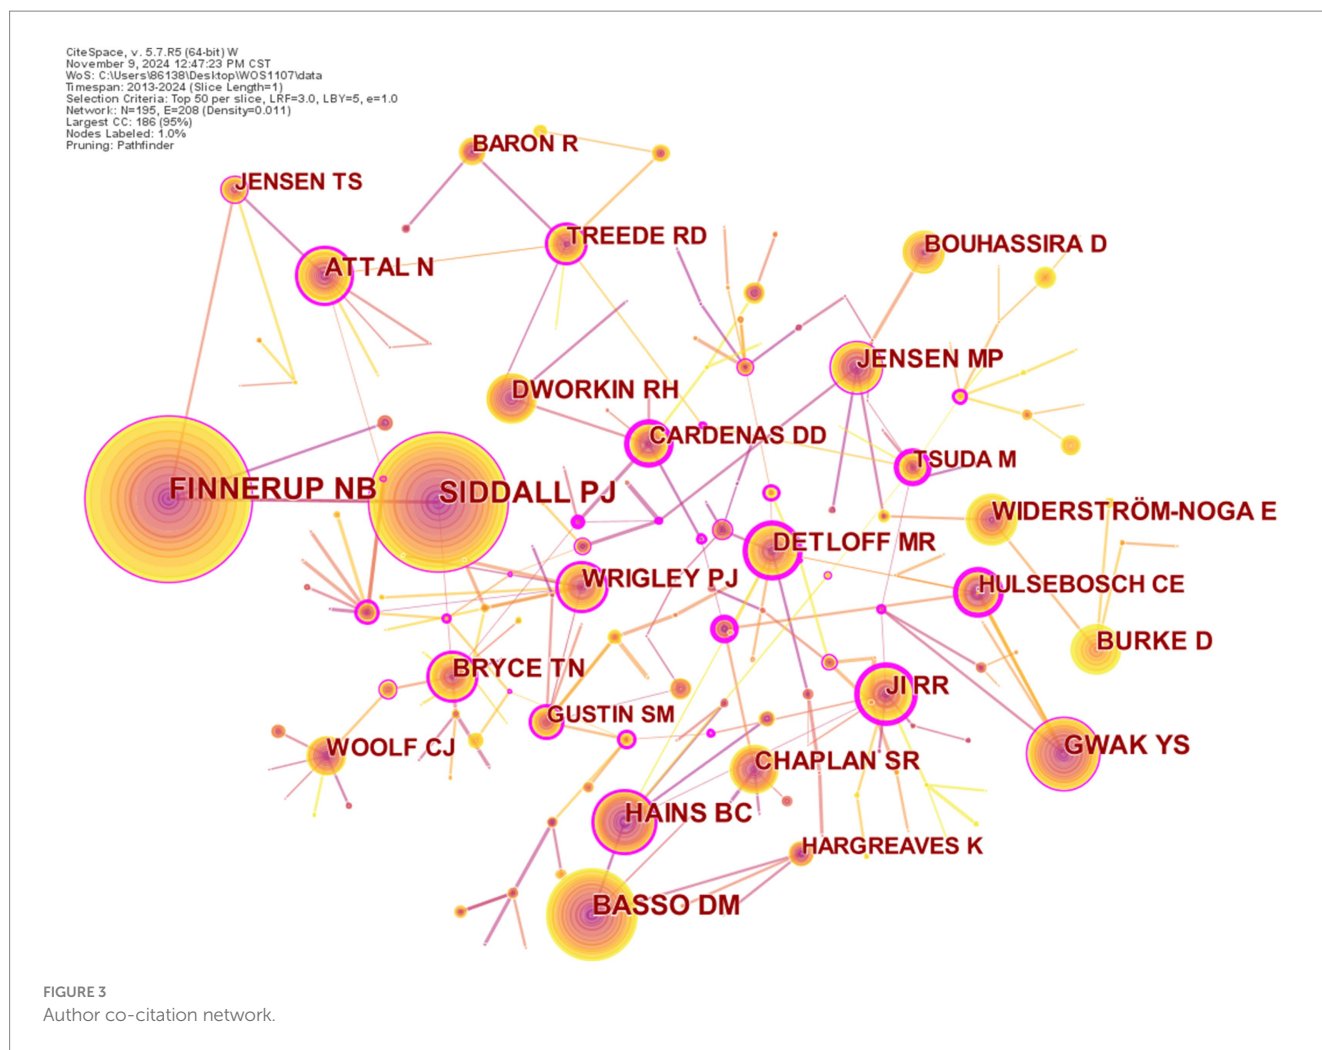 CiteSpace, v. 5.7.R5 (64-bit) W
November 9, 2024 12:47:23 PM CST
WoS: C:\Users\86138\Desktop\WOS1107\data
Timespan: 2013-2024 (Slice Length=1)
Selection Criteria: Top 50 per slice, LRF=3.0, LBY=5, e=1.0
Network: N=195, E=208 (Density=0.011)
Largest CC: 186 (95%)
Nodes Labeled: 1.0%
Pruning: Pathfinder
BARON R
JENSEN TS
TREEDE RD
BOUHASSIRA D
ATTAL N
JENSEN MP
DWORKIN RH
CARDENAS DD
TSUDA M
FINNERUP NB
SIDDALL PJ
WIDERSTRÖM-NOGA E
DETLOFF MR
WRIGLEY PJ
HULSEBOSCH CE
BURKE D
BRYCE TN
JI RR
GUSTIN SM
WOOLF CJ
GWAK YS
CHAPLAN SR
HAINS BC
HARGREAVES K
BASSO DM
FIGURE 3
Author co-citation network.